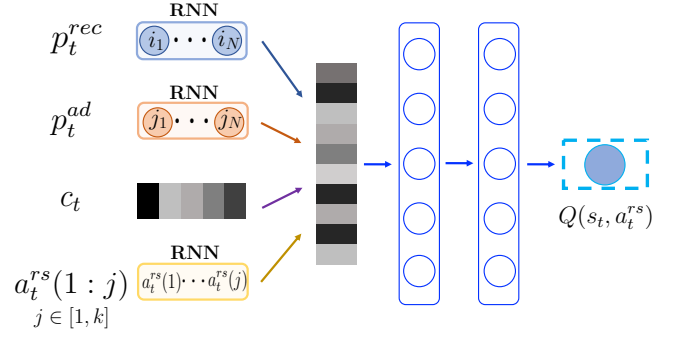 RNN
p_t^{rec} i_1 · · · i_N
RNN
p_t^{ad} j_1 · · · j_N
c_t
RNN
a_t^{rs}(1 : j) a_t^{rs}(1) · · · a_t^{rs}(j)
j ∈ [1, k]
Q(s_t, a_t^{rs})